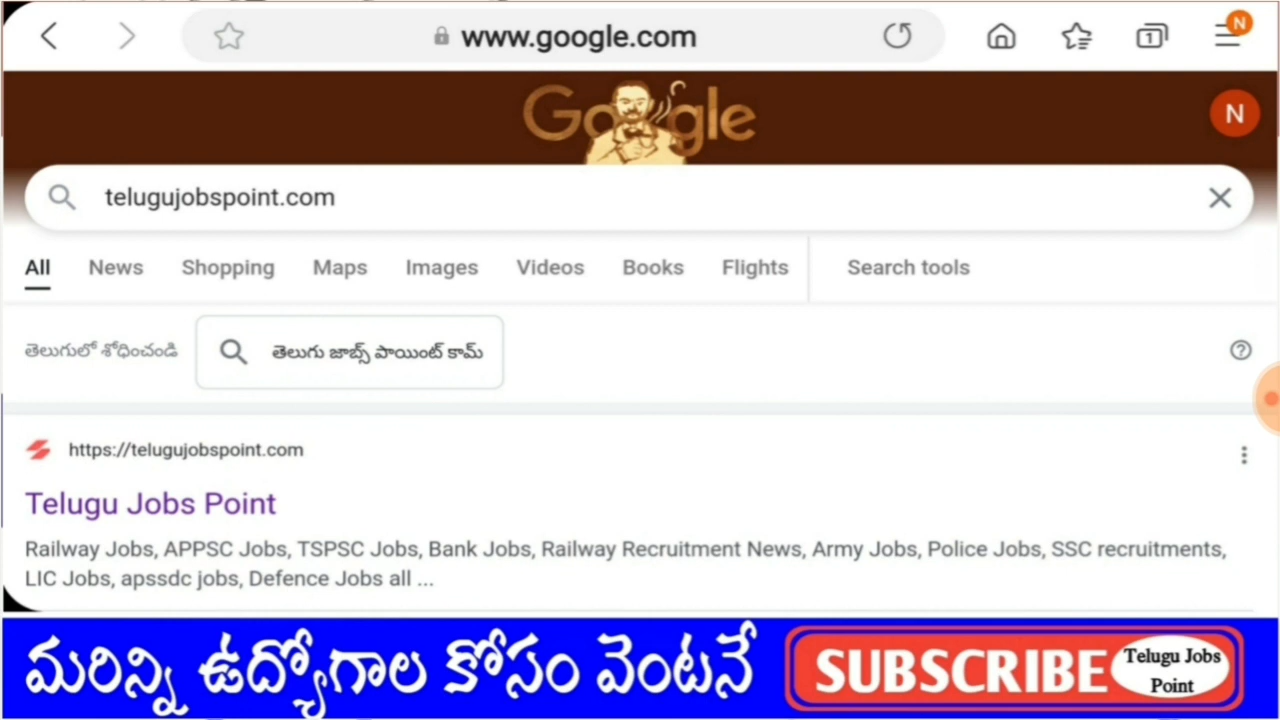 www.google.com
1
N
Google
N
telugujobspoint.com
All News Shopping Maps Images Videos Books Flights Search tools
తెలుగులో శోధించండి తెలుగు జాబ్స్ పాయింట్ కామ్
https://telugujobspoint.com
Telugu Jobs Point
Railway Jobs, APPSC Jobs, TSPSC Jobs, Bank Jobs, Railway Recruitment News, Army Jobs, Police Jobs, SSC recruitments,
LIC Jobs, apssdc jobs, Defence Jobs all ...
మరిన్ని ఉద్యోగాల కోసం వెంటనే SUBSCRIBE
Telugu Jobs
Point